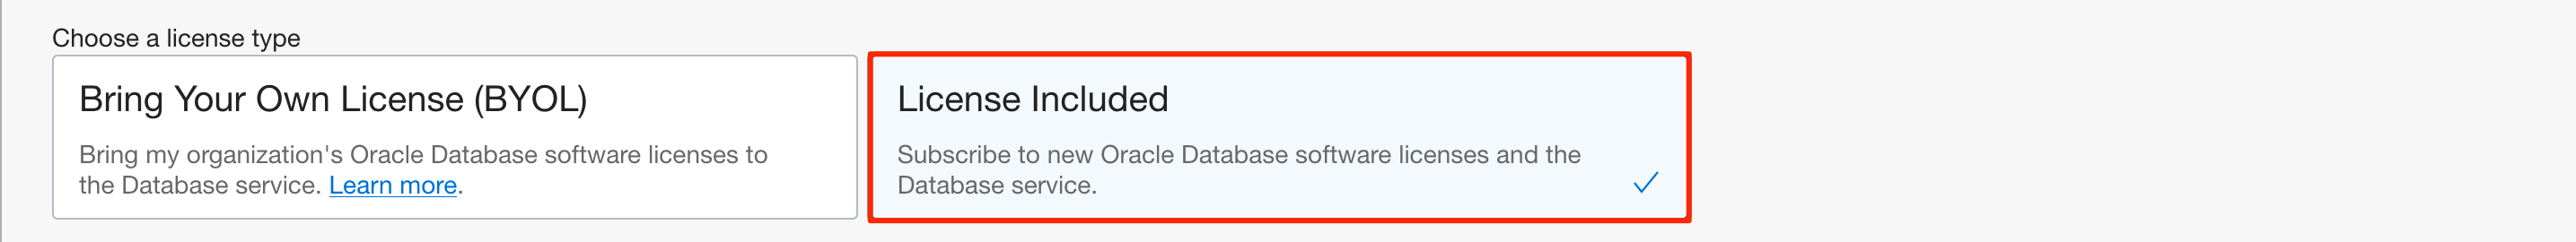 Choose a license type
Bring Your Own License (BYOL)
Bring my organization's Oracle Database software licenses to
the Database service. Learn more.
License Included
Subscribe to new Oracle Database software licenses and the
Database service.